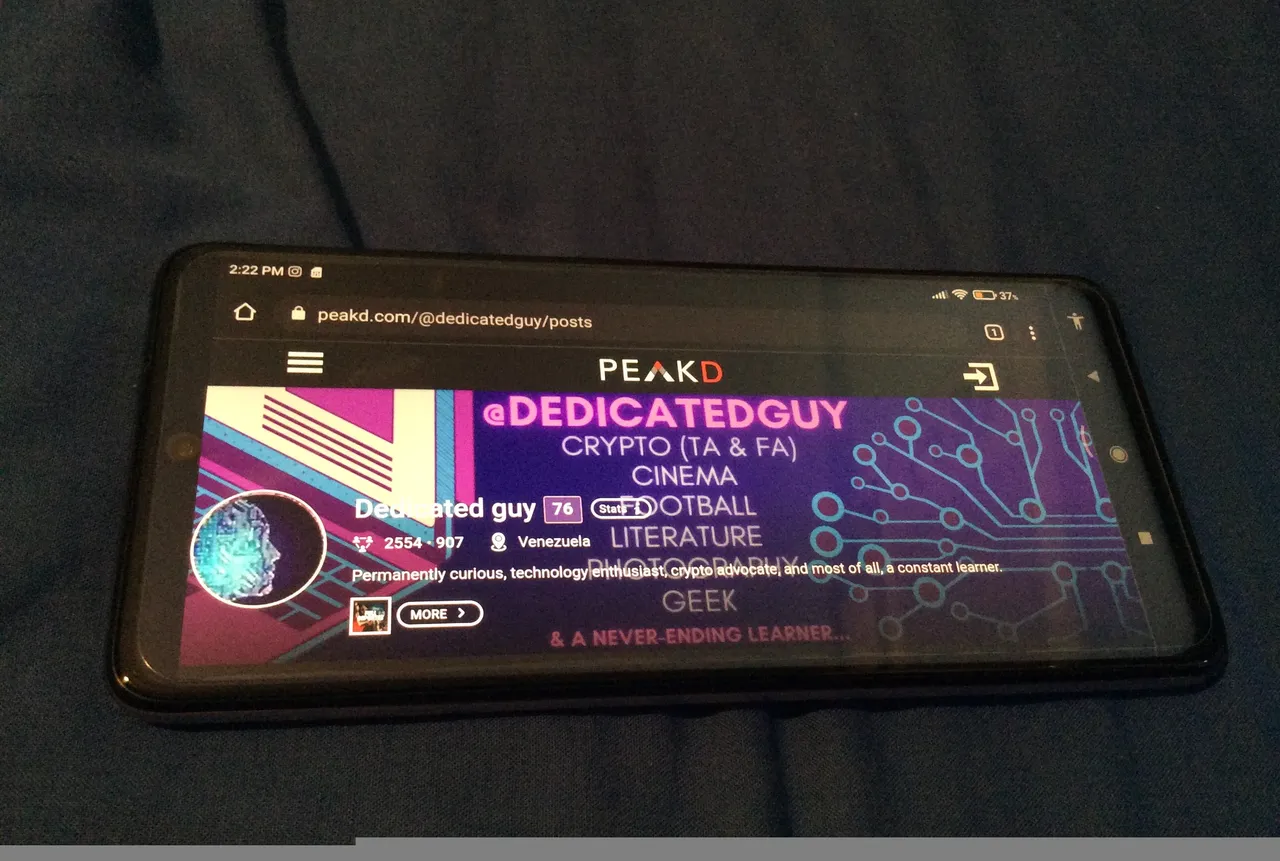 2:22 PM
37%
peakd.com/@dedicatedguy/posts
1
PEAKD
@DEDICATEDGUY
CRYPTO (TA & FA)
CINEMA
FOOTBALL
LITERATURE
PHOTOGRAPHY
GEEK
& A NEVER-ENDING LEARNER...
Dedicated guy 76 Stats
2554 · 907 Venezuela
Permanently curious, technology enthusiast, crypto advocate, and most of all, a constant learner.
MORE >